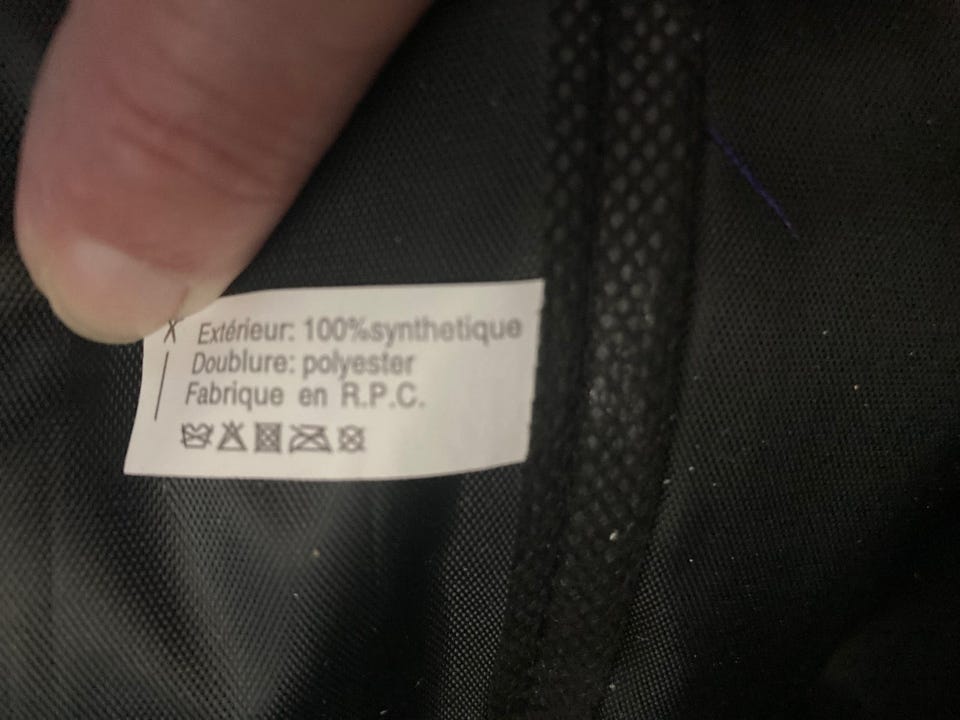 X Extérieur: 100%synthetique
Doublure: polyester
Fabrique en R.P.C.